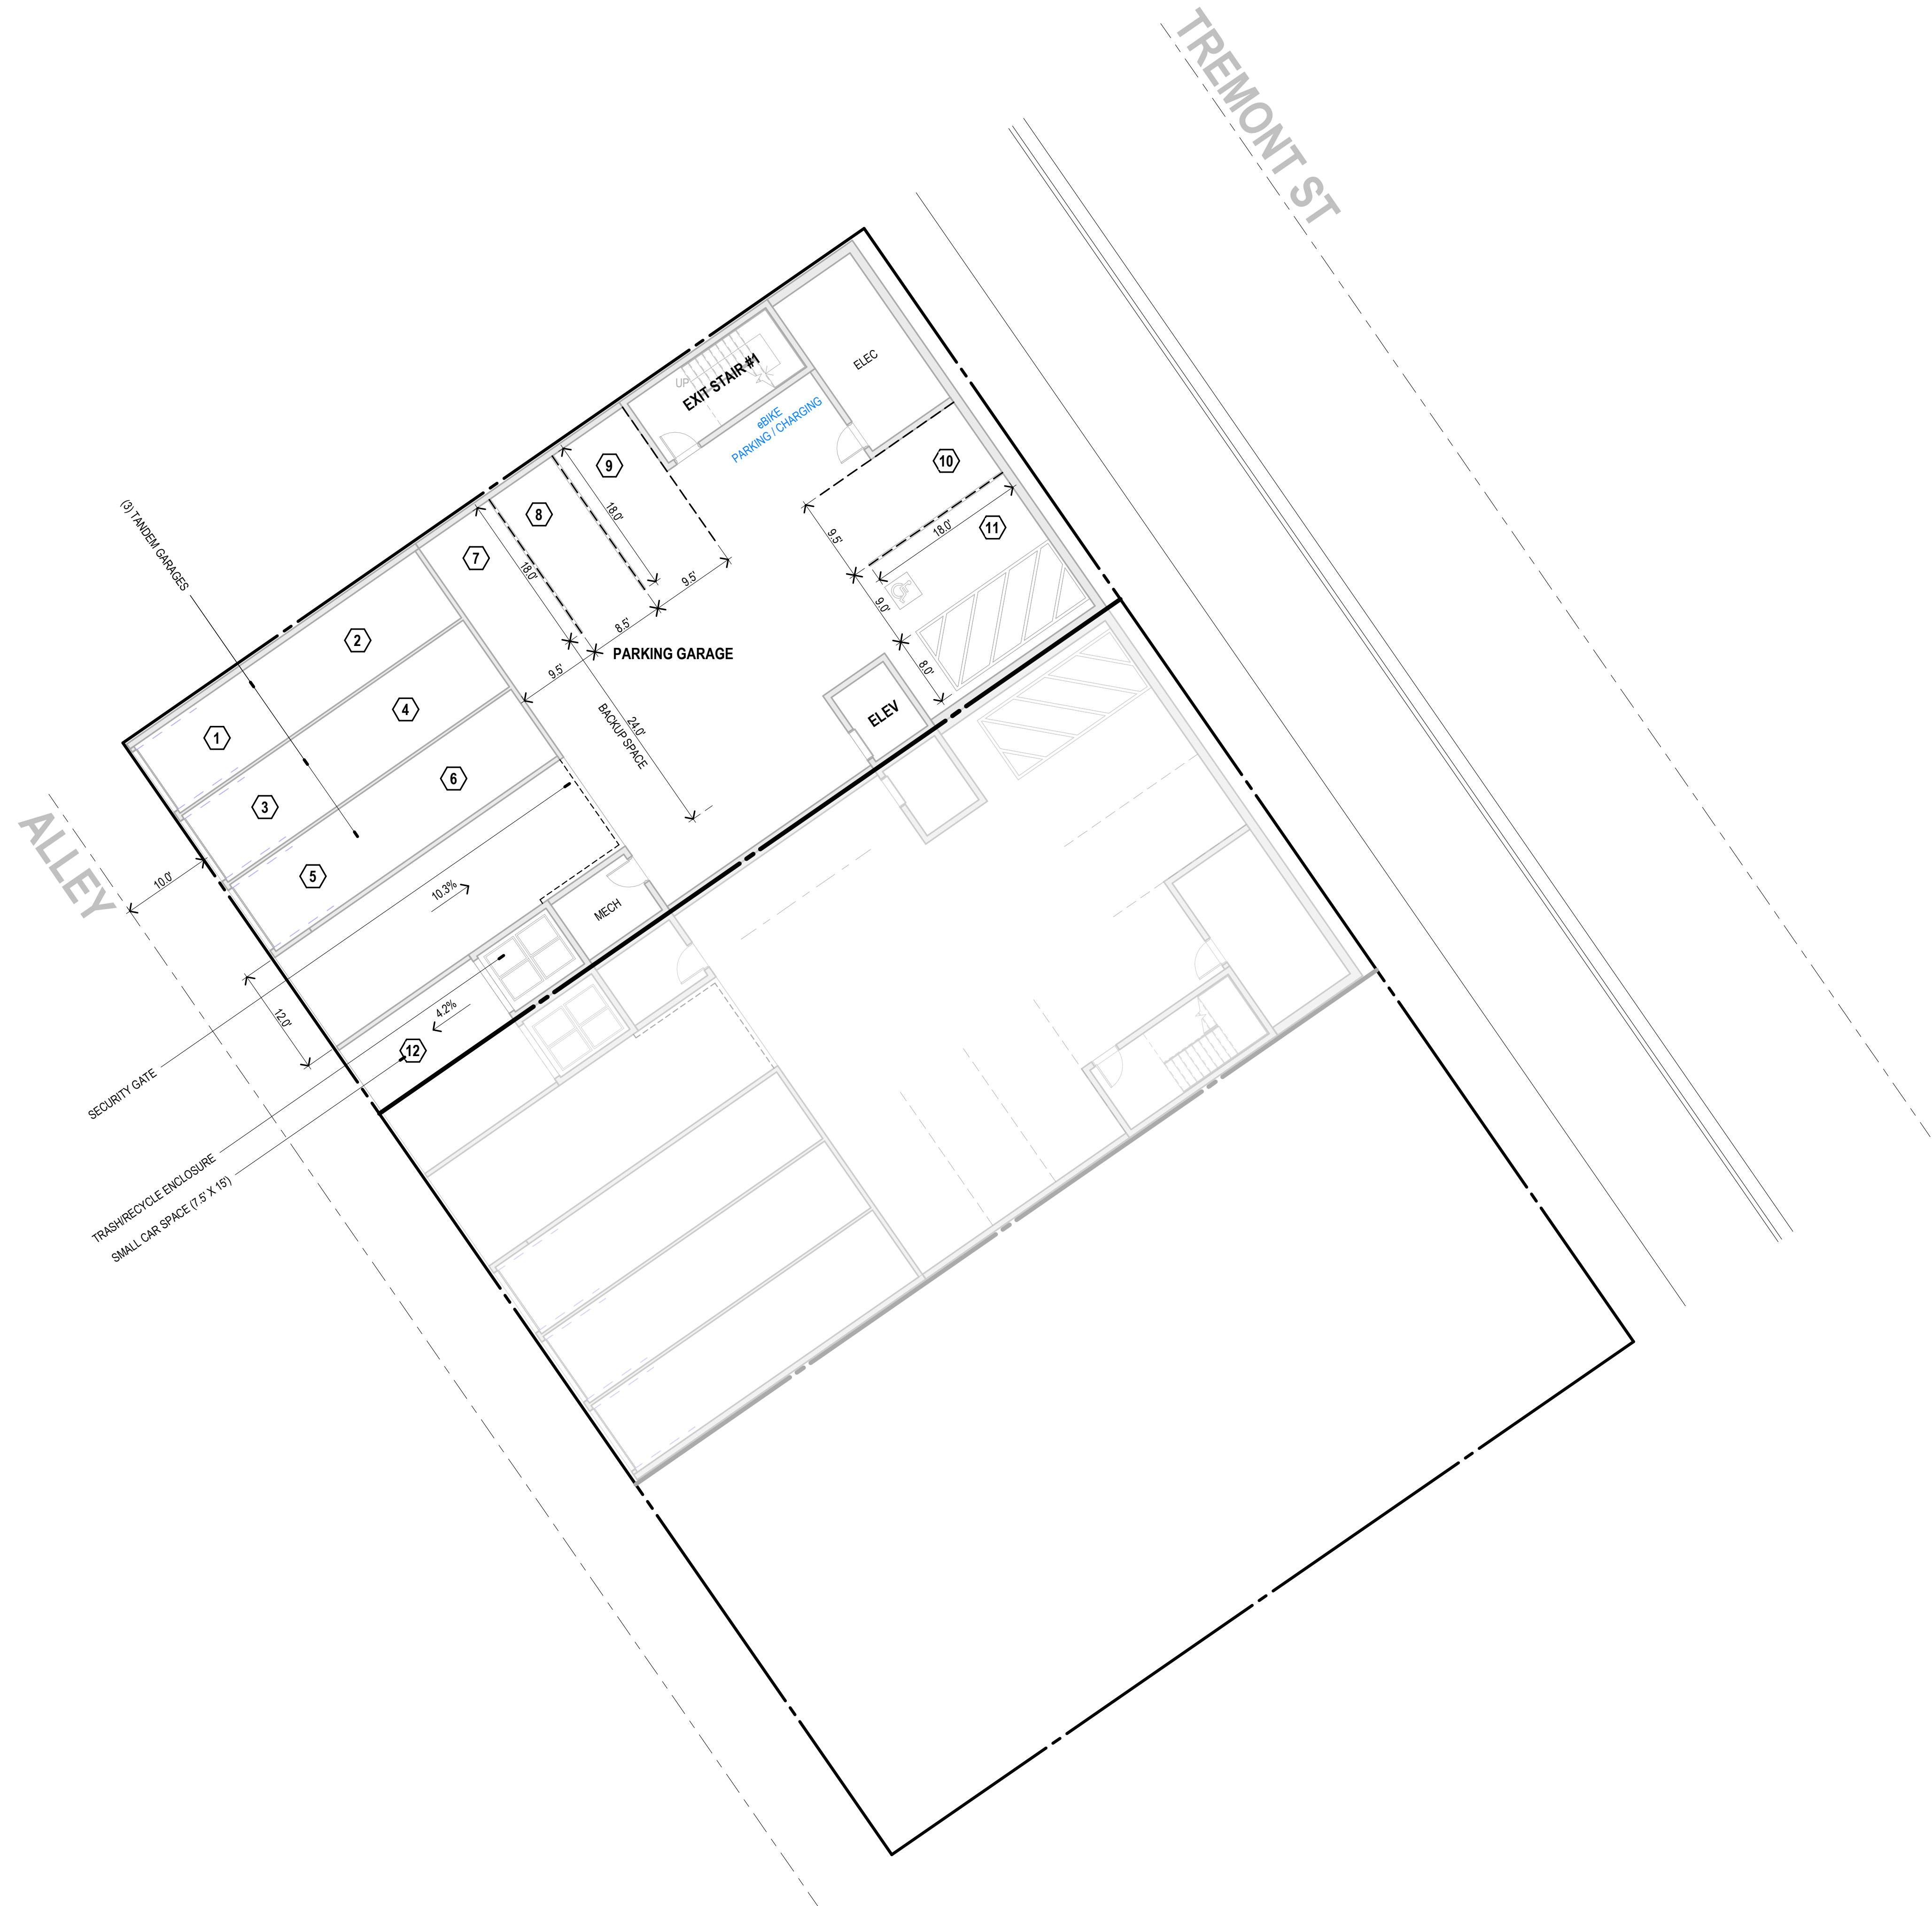 TREMONT ST
ELEC
UP
EXIT STAIR #1
eBIKE
PARKING / CHARGING
10
9
18.0'
(3) TANDEM GARAGES
8
18.0'
11
9.5'
7
18.0'
9.5'
9.0'
8.5'
2
PARKING GARAGE
9.5'
8.0'
4
ELEV
24.0'
BACKUP SPACE
1
6
3
ALLEY
5
10.0'
10.3%
MECH
4.2%
12.0'
12
SECURITY GATE
TRASH/RECYCLE ENCLOSURE
SMALL CAR SPACE (7.5' X 15')